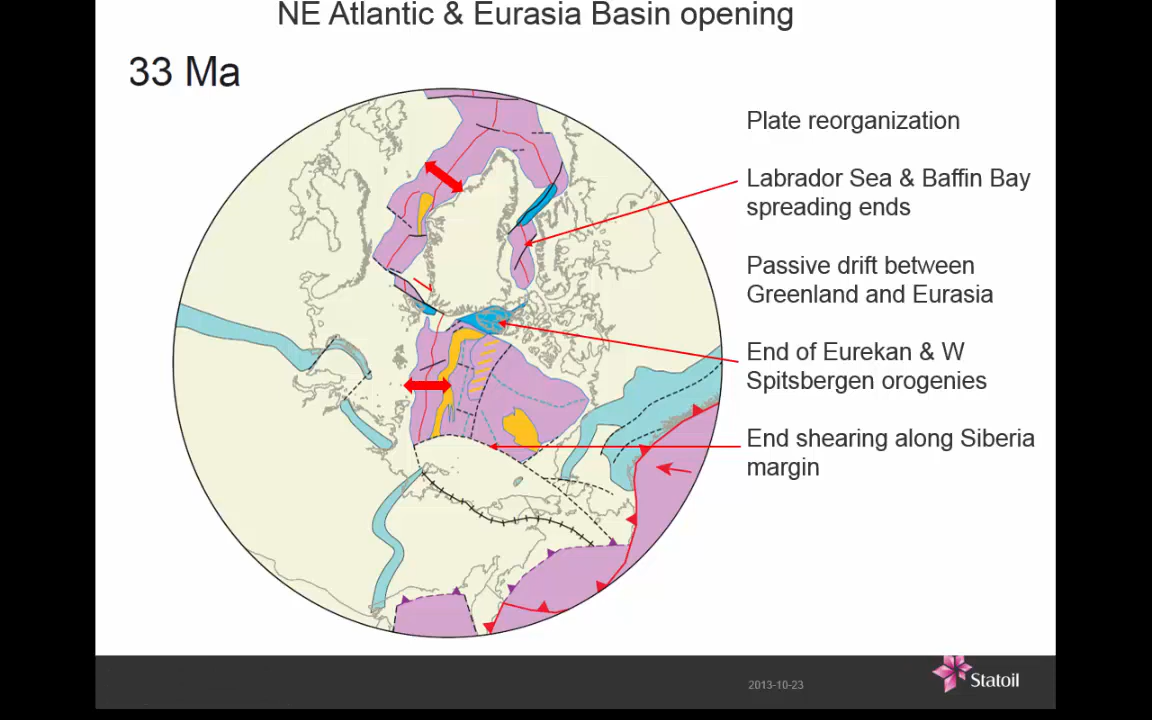 NE Atlantic & Eurasia Basin opening
33 Ma
Plate reorganization
Labrador Sea & Baffin Bay
spreading ends
Passive drift between
Greenland and Eurasia
End of Eurekan & W
Spitsbergen orogenies
End shearing along Siberia
margin
2013-10-23
Statoil